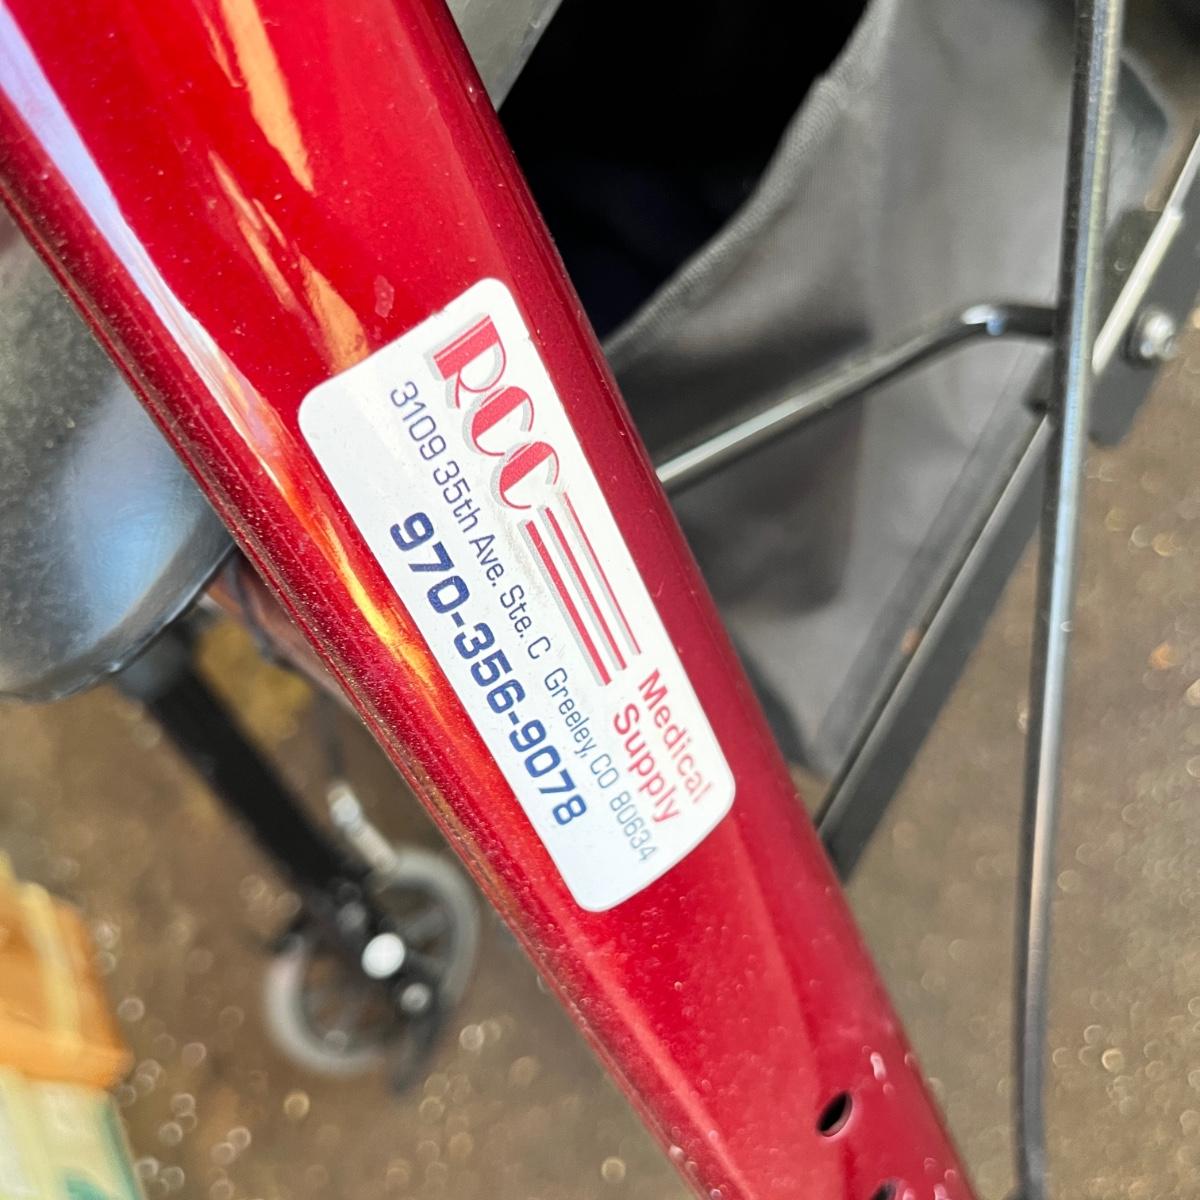 RCC
Medical
Supply
3109 35th Ave. Ste. C Greeley, CO 80634
970-356-9078